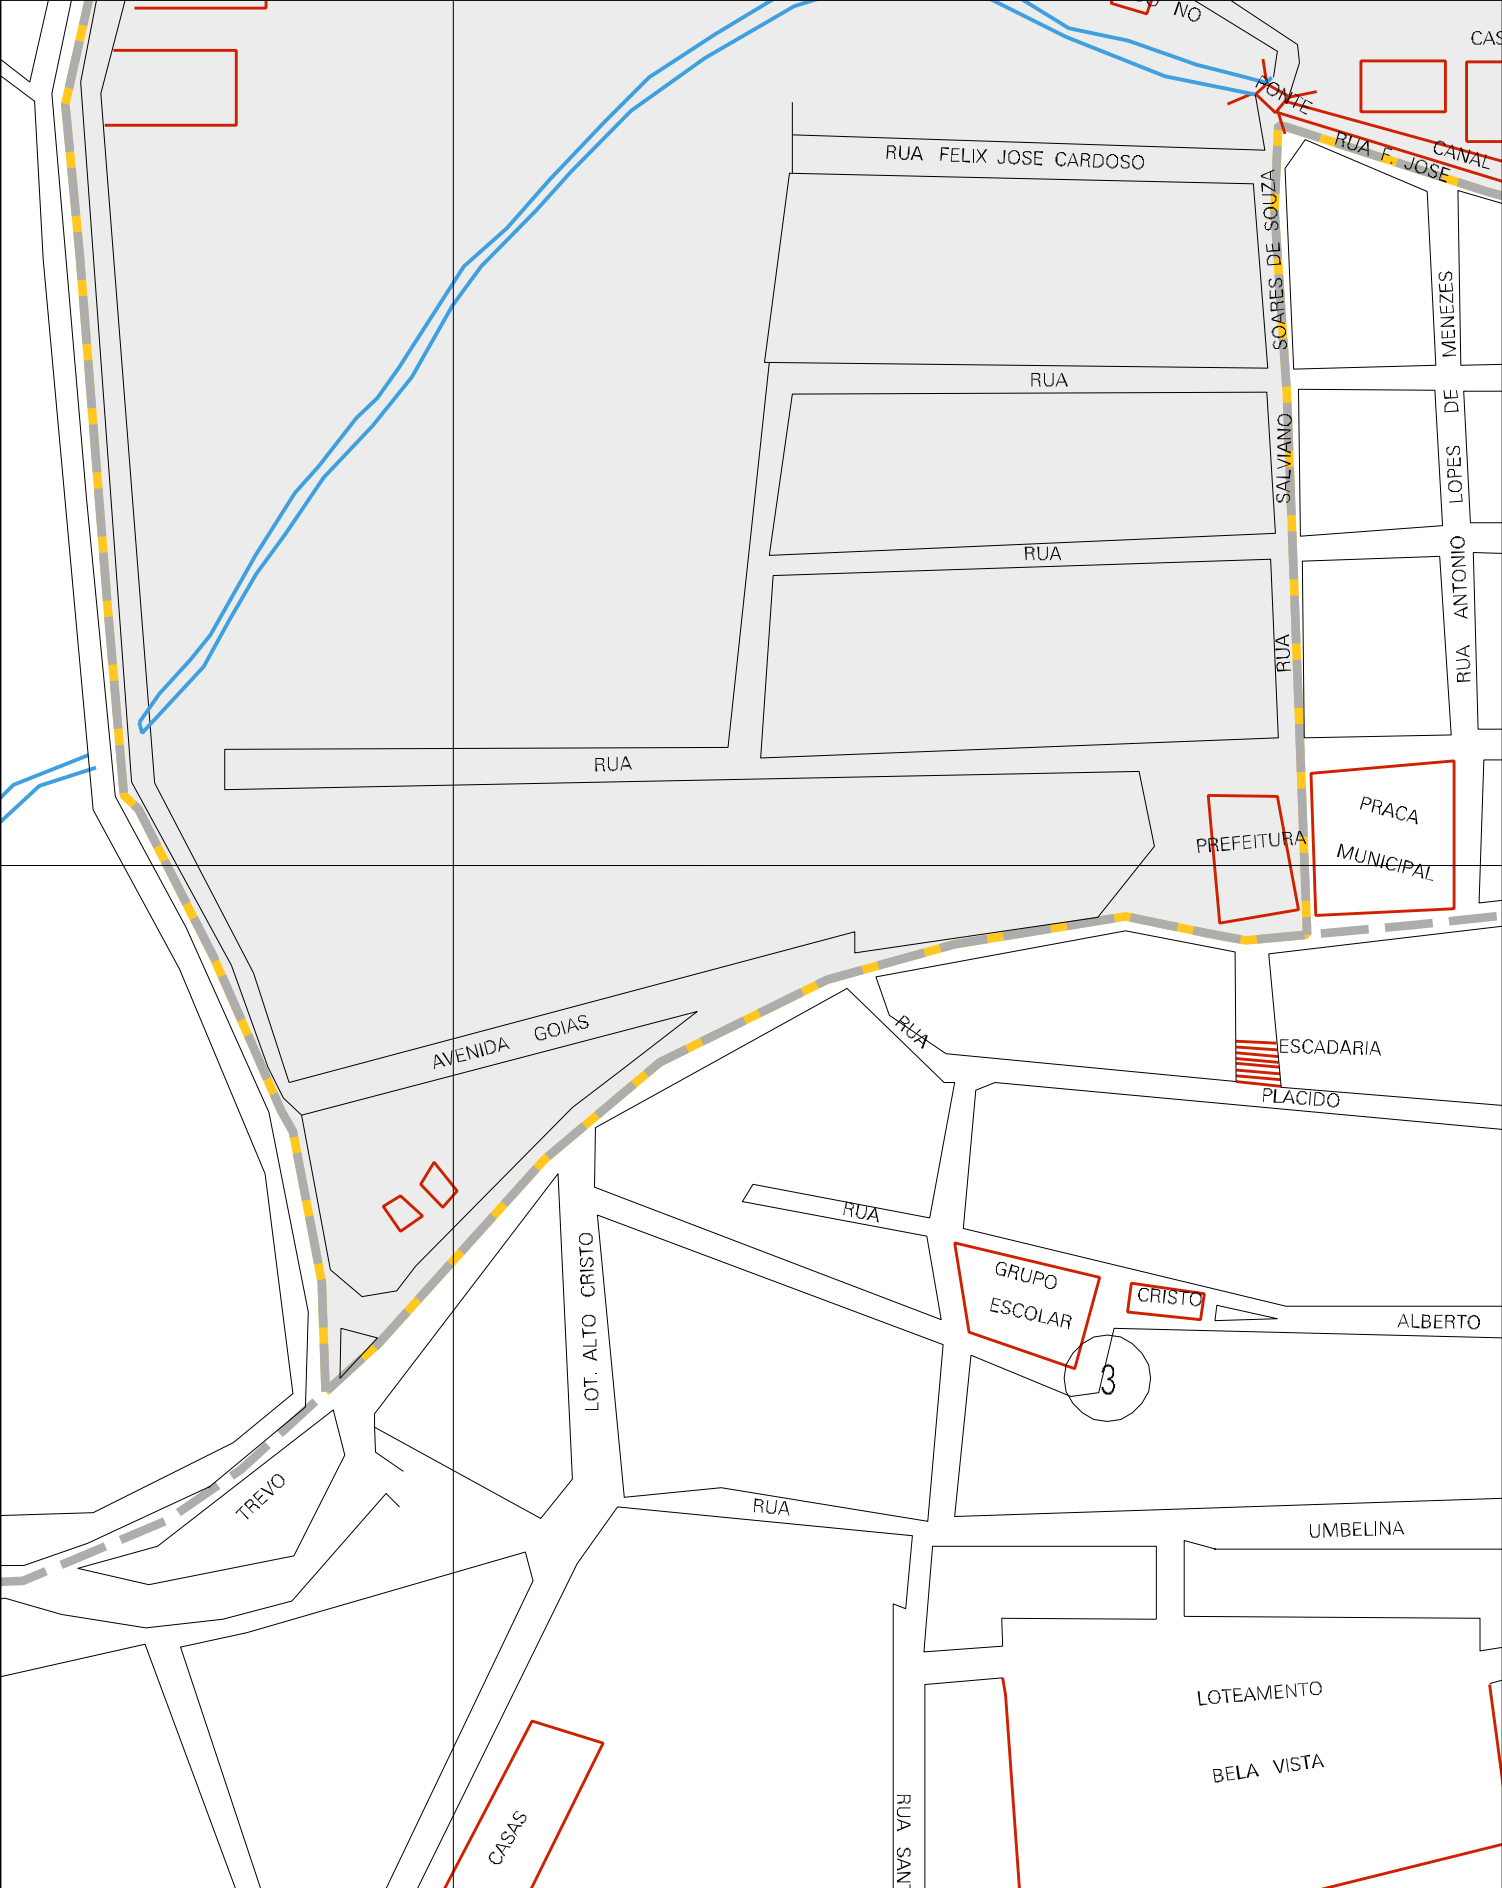 NO
CAS
PONTE
RUA F. JOSE
CANAL
RUA FELIX JOSE CARDOSO
RUA SALVIANO SOARES DE SOUZA
RUA ANTONIO LOPES DE MENEZES
RUA
RUA
RUA
PREFEITURA
PRACA
MUNICIPAL
AVENIDA GOIAS
RUA
ESCADARIA
PLACIDO
RUA
LOT. ALTO CRISTO
GRUPO
ESCOLAR
CRISTO
ALBERTO
3
TREVO
RUA
UMBELINA
LOTEAMENTO
BELA VISTA
CASAS
RUA SANT